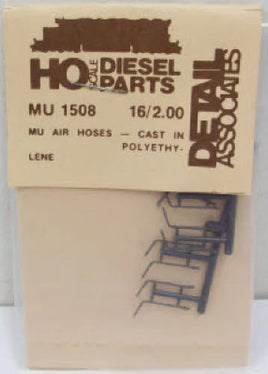 HO SCALE DIESEL PARTS
MU 1508 16/2.00
MU AIR HOSES — CAST IN
POLYETHY-
LENE
DETAIL
ASSOCIATES